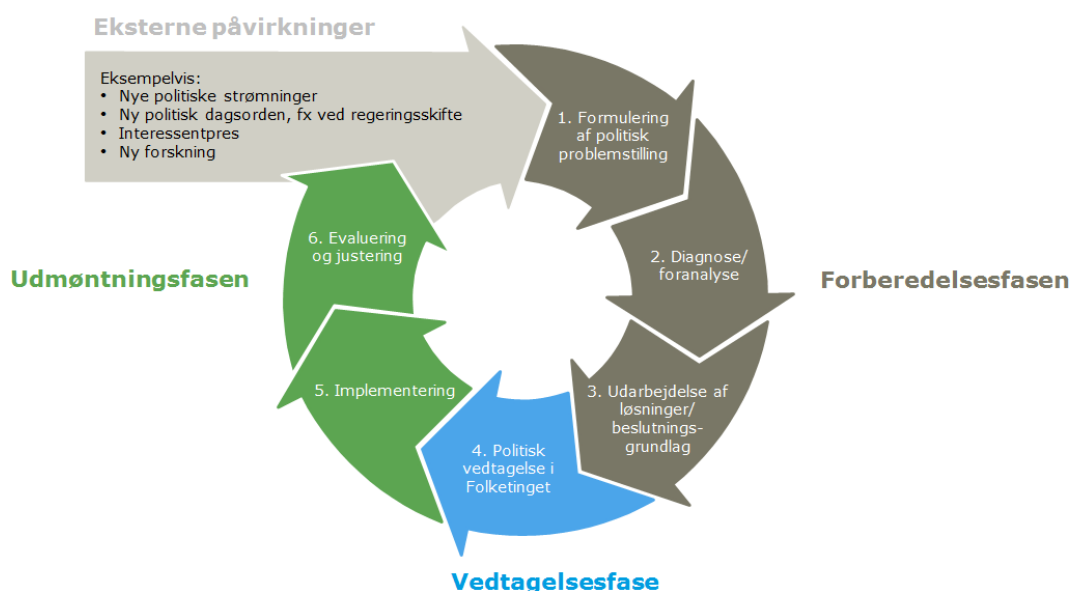 Eksterne påvirkninger
Eksempelvis:
• Nye politiske strømninger
• Ny politisk dagsorden, fx ved regeringsskifte
• Interessentpres
• Ny forskning
1. Formulering
af politisk
problemstilling
2. Diagnose/
foranalyse
Forberedelsesfasen
3. Udarbejdelse af
løsninger/
beslutnings-
grundlag
4. Politisk
vedtagelse i
Folketinget
Vedtagelsesfase
5. Implementering
6. Evaluering
og justering
Udmøntningsfasen